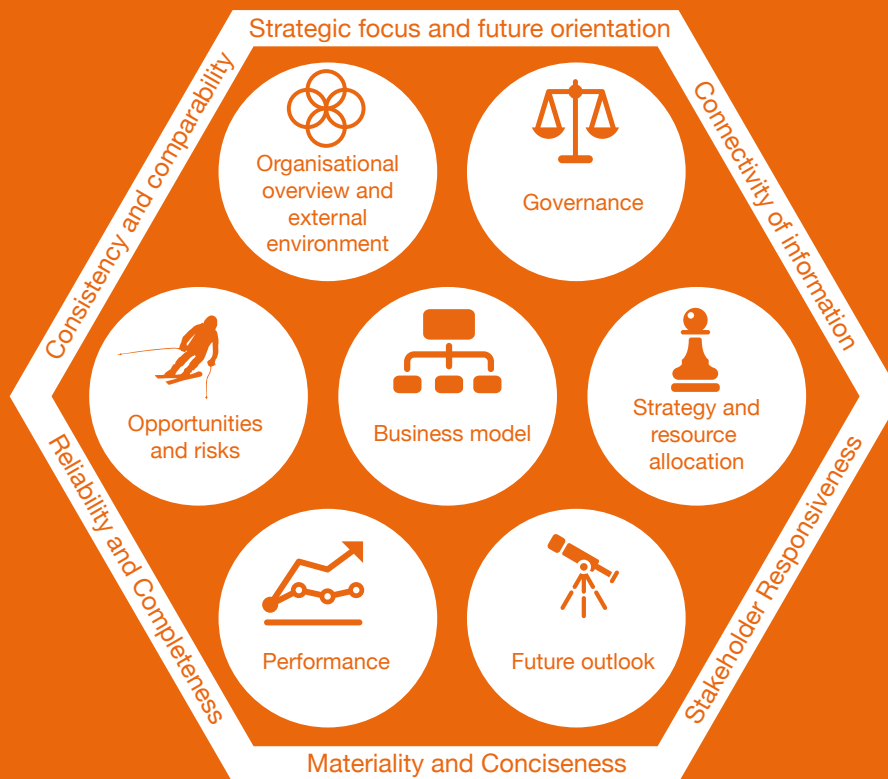 Strategic focus and future orientation
Consistency and comparability
Connectivity of information
Organisational
overview and
external
environment
Governance
Opportunities
and risks
Business model
Strategy and
resource
allocation
Performance
Future outlook
Reliability and Completeness
Stakeholder Responsiveness
Materiality and Conciseness